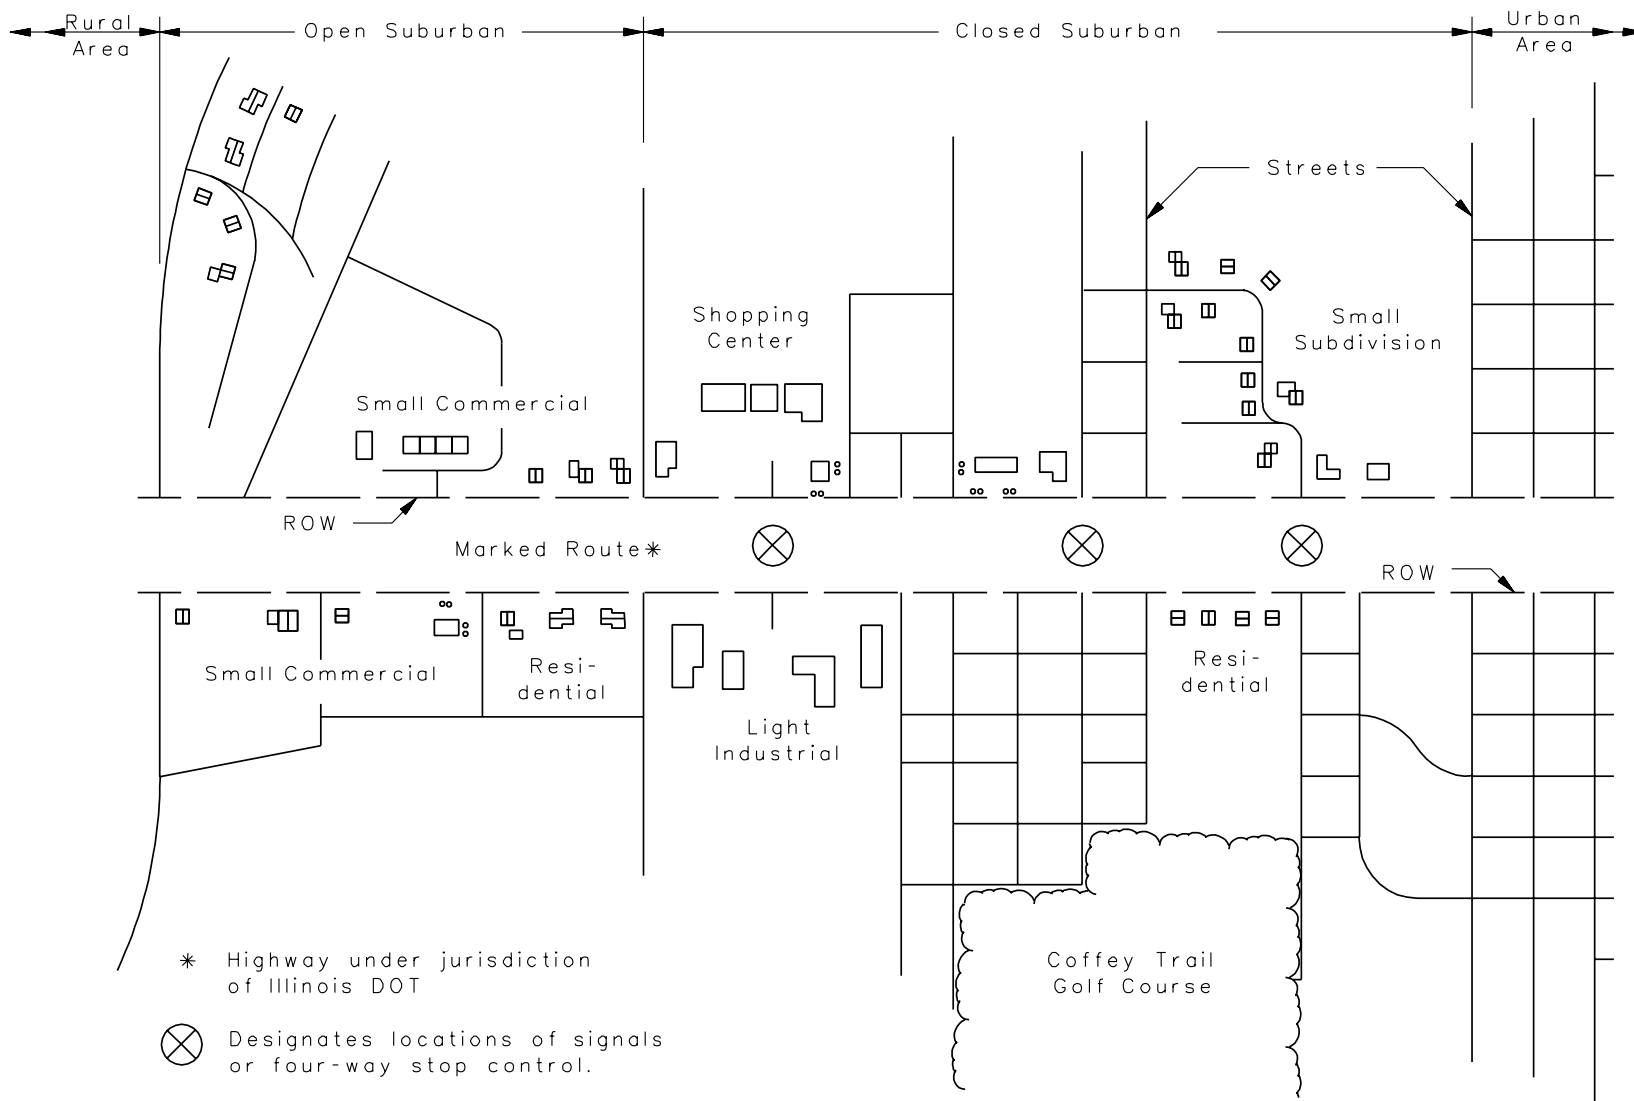 Rural
Area
Open Suburban
Closed Suburban
Urban
Area
Streets
Shopping
Center
Small
Subdivision
Small Commercial
ROW
Marked Route*
ROW
Small Commercial
Resi-
dential
Resi-
dential
Light
Industrial
* Highway under jurisdiction
of Illinois DOT
Coffey Trail
Golf Course
Designates locations of signals
or four-way stop control.